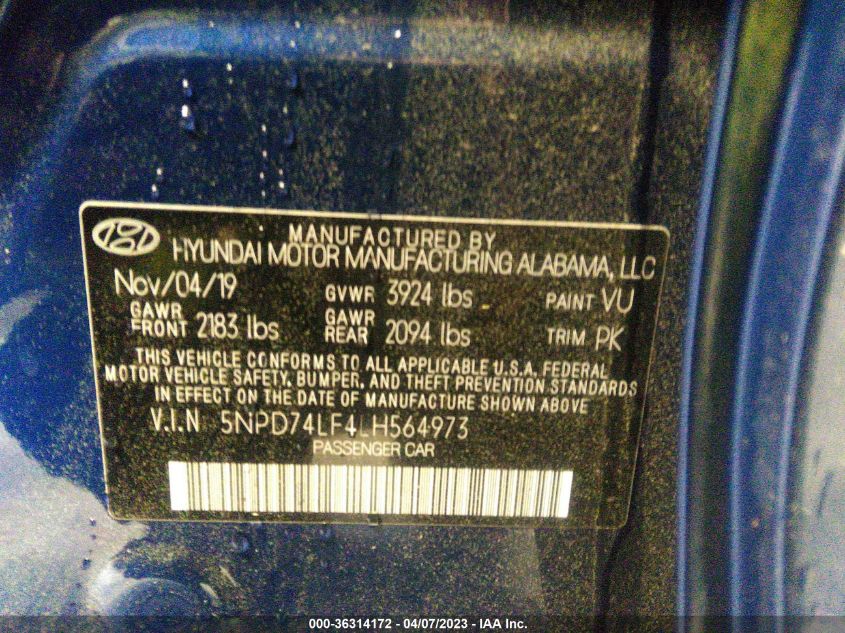 MANUFACTURED BY
HYUNDAI MOTOR MANUFACTURING ALABAMA, LLC
Nov/04/19 GVWR 3924 lbs PAINT VU
GAWR FRONT 2183 lbs GAWR REAR 2094 lbs TRIM PK
THIS VEHICLE CONFORMS TO ALL APPLICABLE U.S.A. FEDERAL
MOTOR VEHICLE SAFETY, BUMPER, AND THEFT PREVENTION STANDARDS
IN EFFECT ON THE DATE OF MANUFACTURE SHOWN ABOVE
V.I.N 5NPD74LF4LH564973
PASSENGER CAR
000-36314172 - 04/07/2023 - IAA Inc.